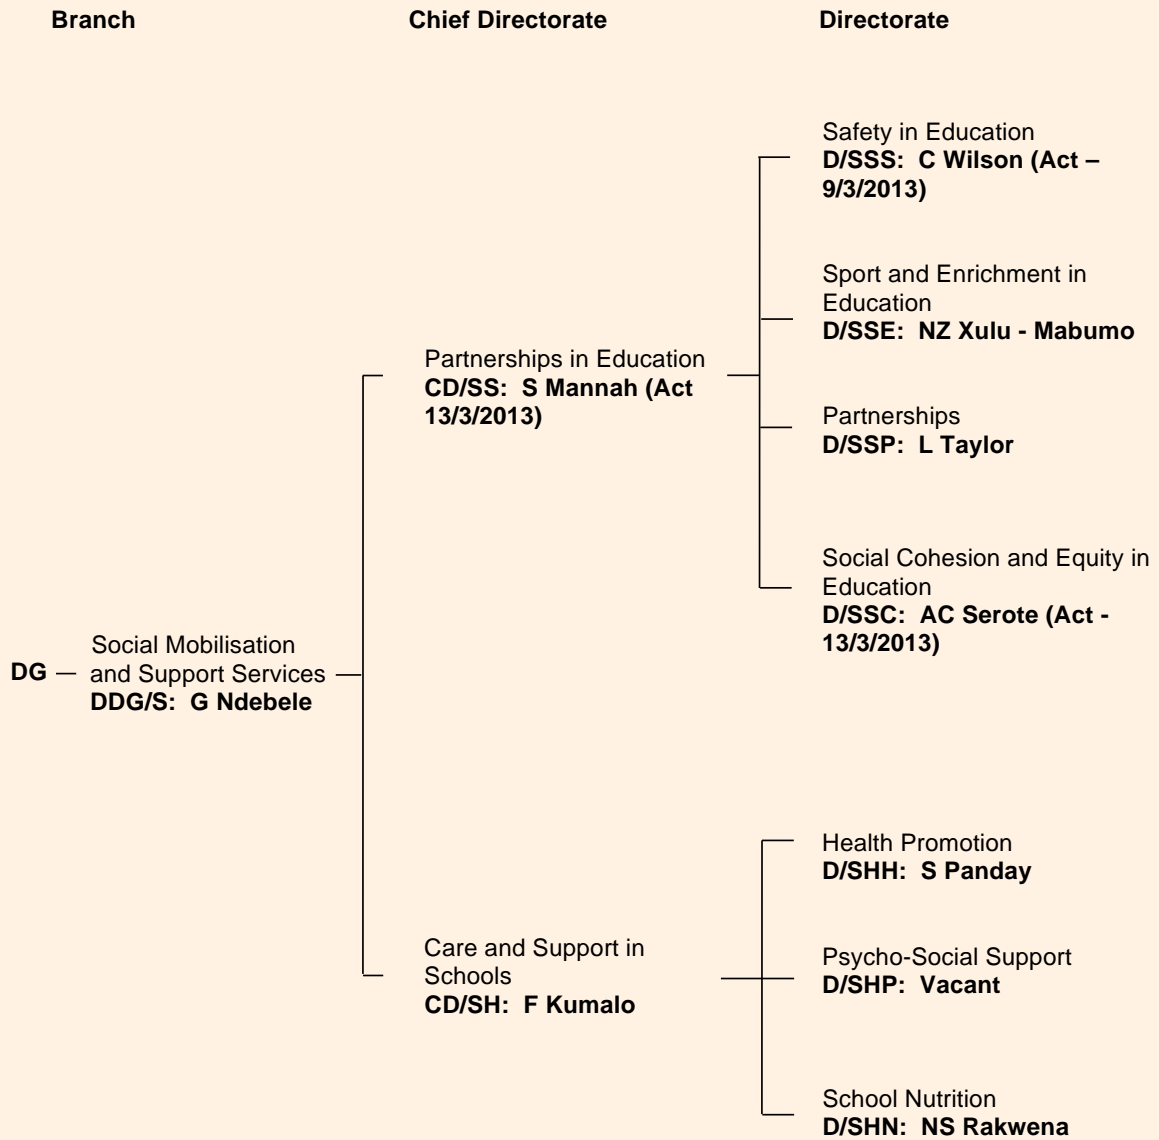 Branch
Chief Directorate
Directorate
Safety in Education
D/SSS: C Wilson (Act –
9/3/2013)
Sport and Enrichment in
Education
D/SSE: NZ Xulu - Mabumo
Partnerships in Education
CD/SS: S Mannah (Act
13/3/2013)
Partnerships
D/SSP: L Taylor
Social Cohesion and Equity in
Education
D/SSC: AC Serote (Act -
13/3/2013)
DG
Social Mobilisation
and Support Services
DDG/S: G Ndebele
Health Promotion
D/SHH: S Panday
Care and Support in
Schools
CD/SH: F Kumalo
Psycho-Social Support
D/SHP: Vacant
School Nutrition
D/SHN: NS Rakwena